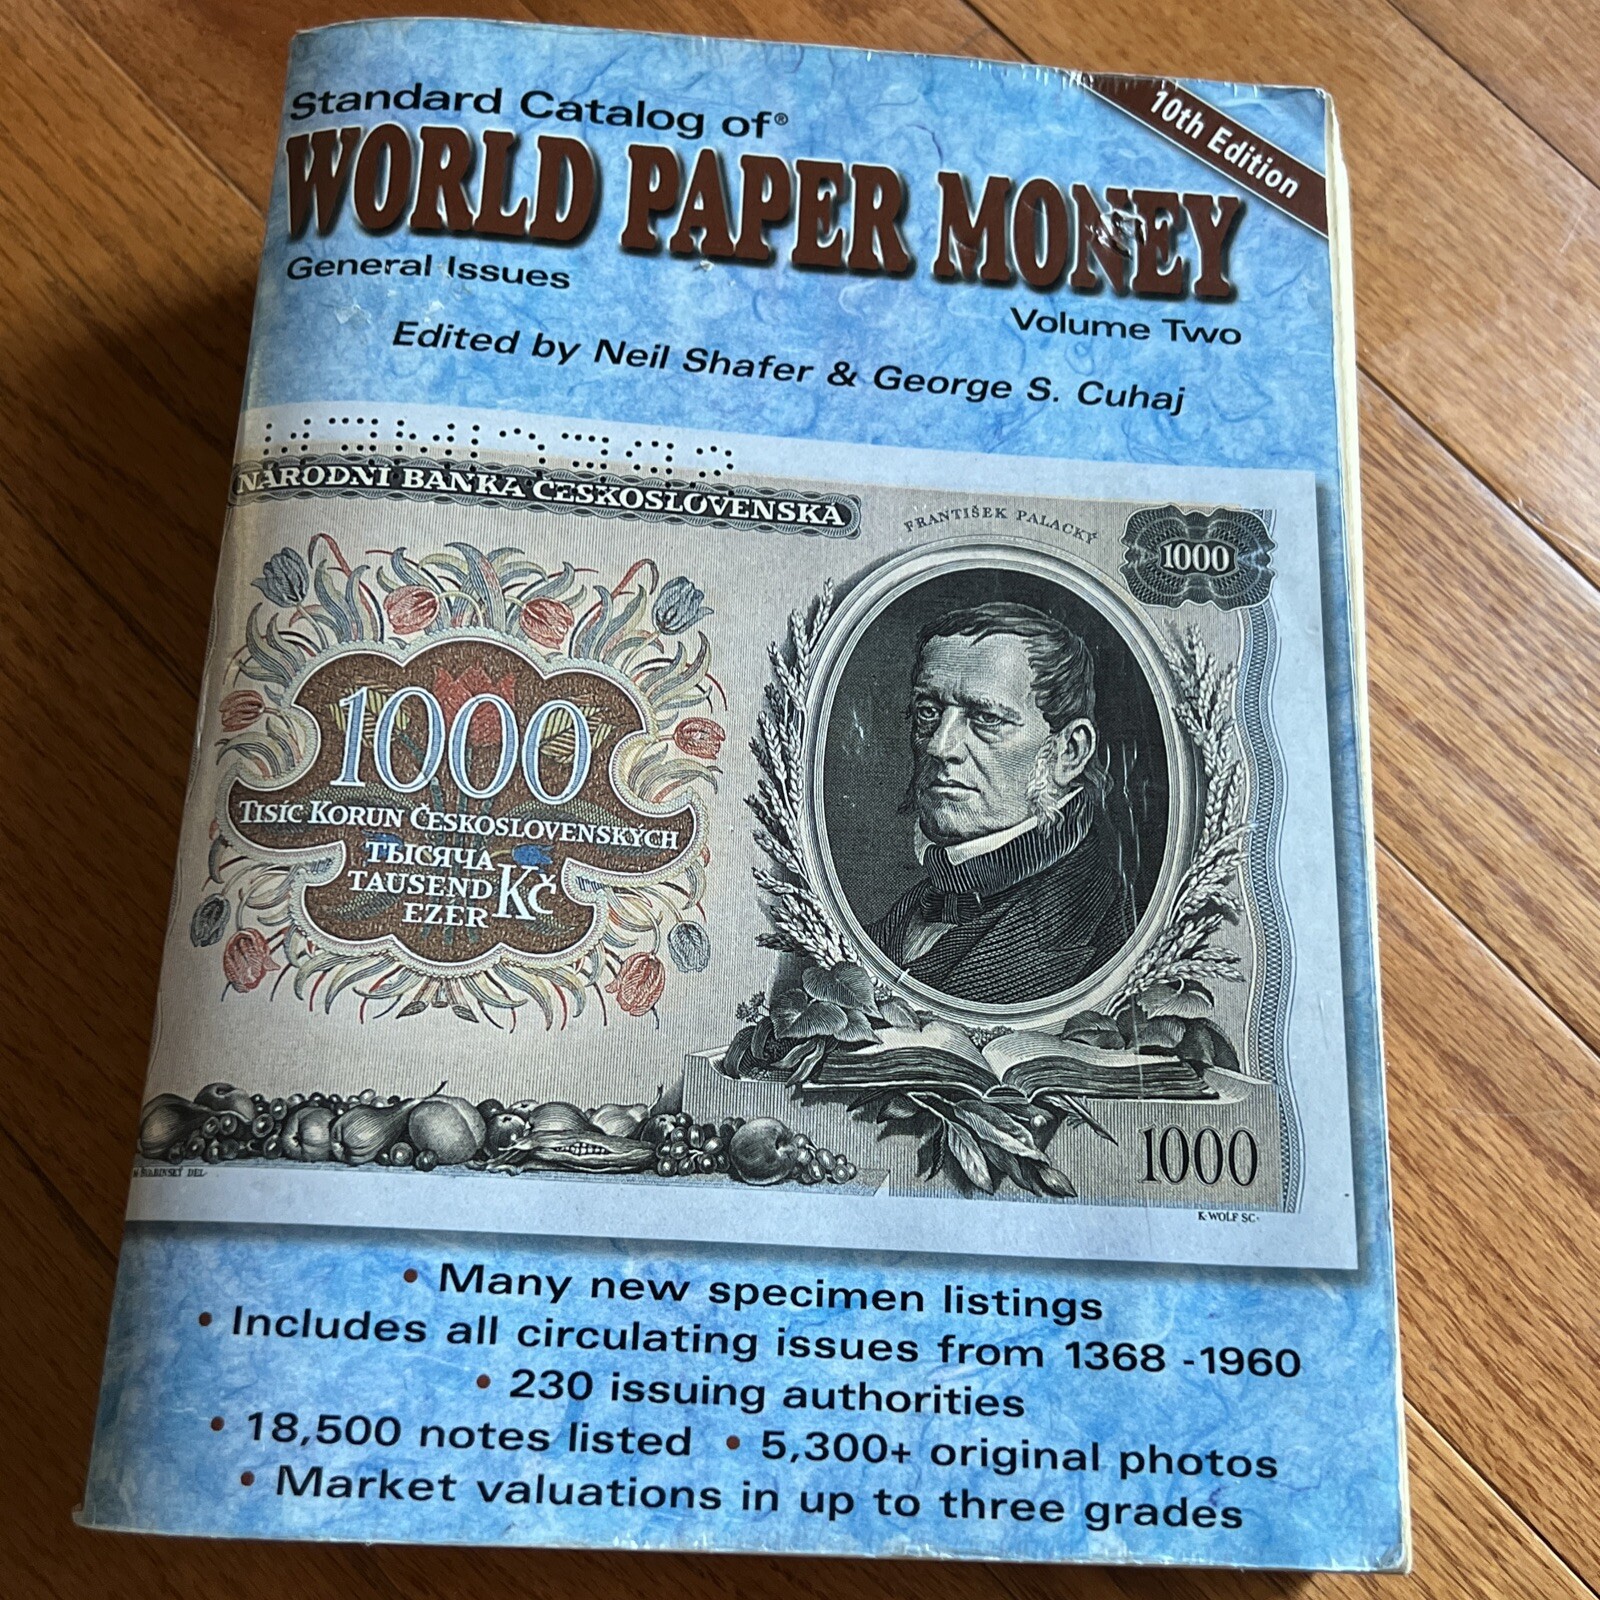 Standard Catalog of®
WORLD PAPER MONEY
10th Edition
General Issues
Volume Two
Edited by Neil Shafer & George S. Cuhaj
NÁRODNÍ BANKA ČESKOSLOVENSKÁ
FRANTIŠEK PALACKÝ
1000
1000
TISÍC KORUN ČESKOSLOVENSKÝCH
ТЫСЯЧА
TAUSEND Kč
EZER
1000
DEL.
K·WOLF SC·
• Many new specimen listings
• Includes all circulating issues from 1368 -1960
• 230 issuing authorities
• 18,500 notes listed • 5,300+ original photos
• Market valuations in up to three grades